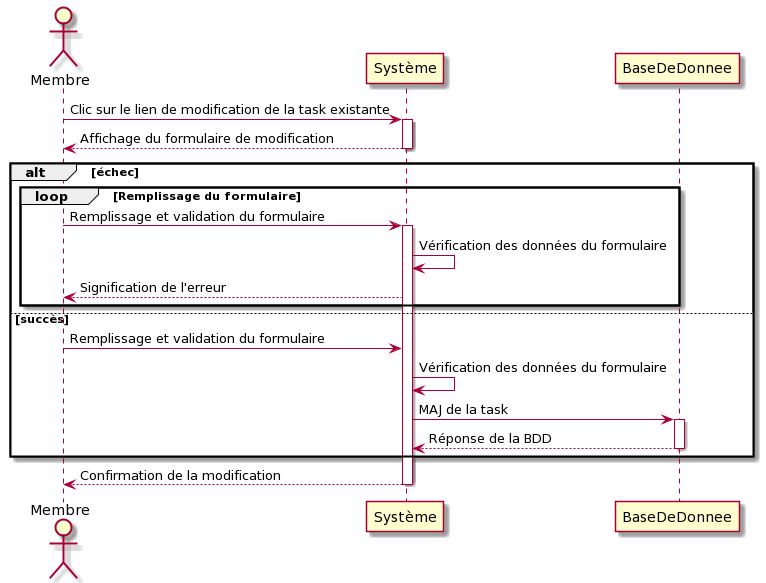 Membre
Système
BaseDeDonnee
Clic sur le lien de modification de la task existante
Affichage du formulaire de modification
alt [échec]
loop [Remplissage du formulaire]
Remplissage et validation du formulaire
Vérification des données du formulaire
Signification de l'erreur
[succès]
Remplissage et validation du formulaire
Vérification des données du formulaire
MAJ de la task
Réponse de la BDD
Confirmation de la modification
Membre
Système
BaseDeDonnee